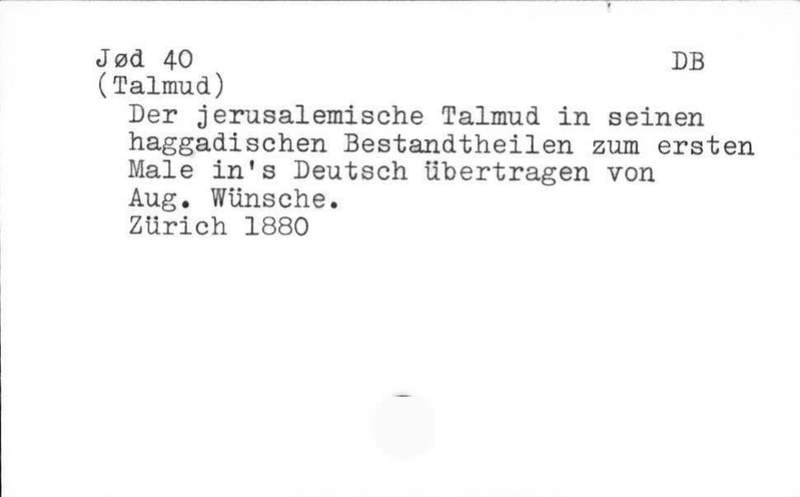 Jød 40 DB
(Talmud)
Der jerusalemische Talmud in seinen
haggadischen Bestandtheilen zum ersten
Male in's Deutsch übertragen von
Aug. Wünsche.
Zürich 1880